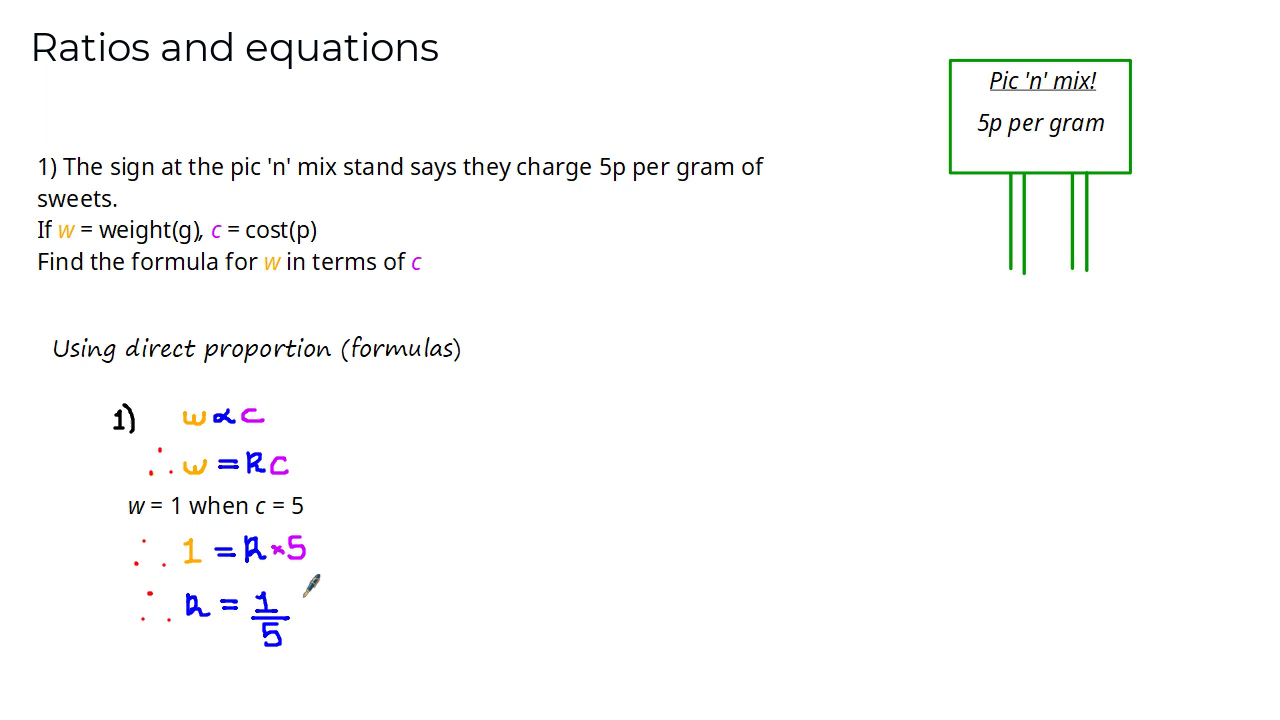 Ratios and equations
Pic 'n' mix!
5p per gram
1) The sign at the pic 'n' mix stand says they charge 5p per gram of
sweets.
If w = weight(g), c = cost(p)
Find the formula for w in terms of c
Using direct proportion (formulas)
1) w ∝ c
∴ w = kc
w = 1 when c = 5
∴ 1 = k × 5
∴ k = 1/5